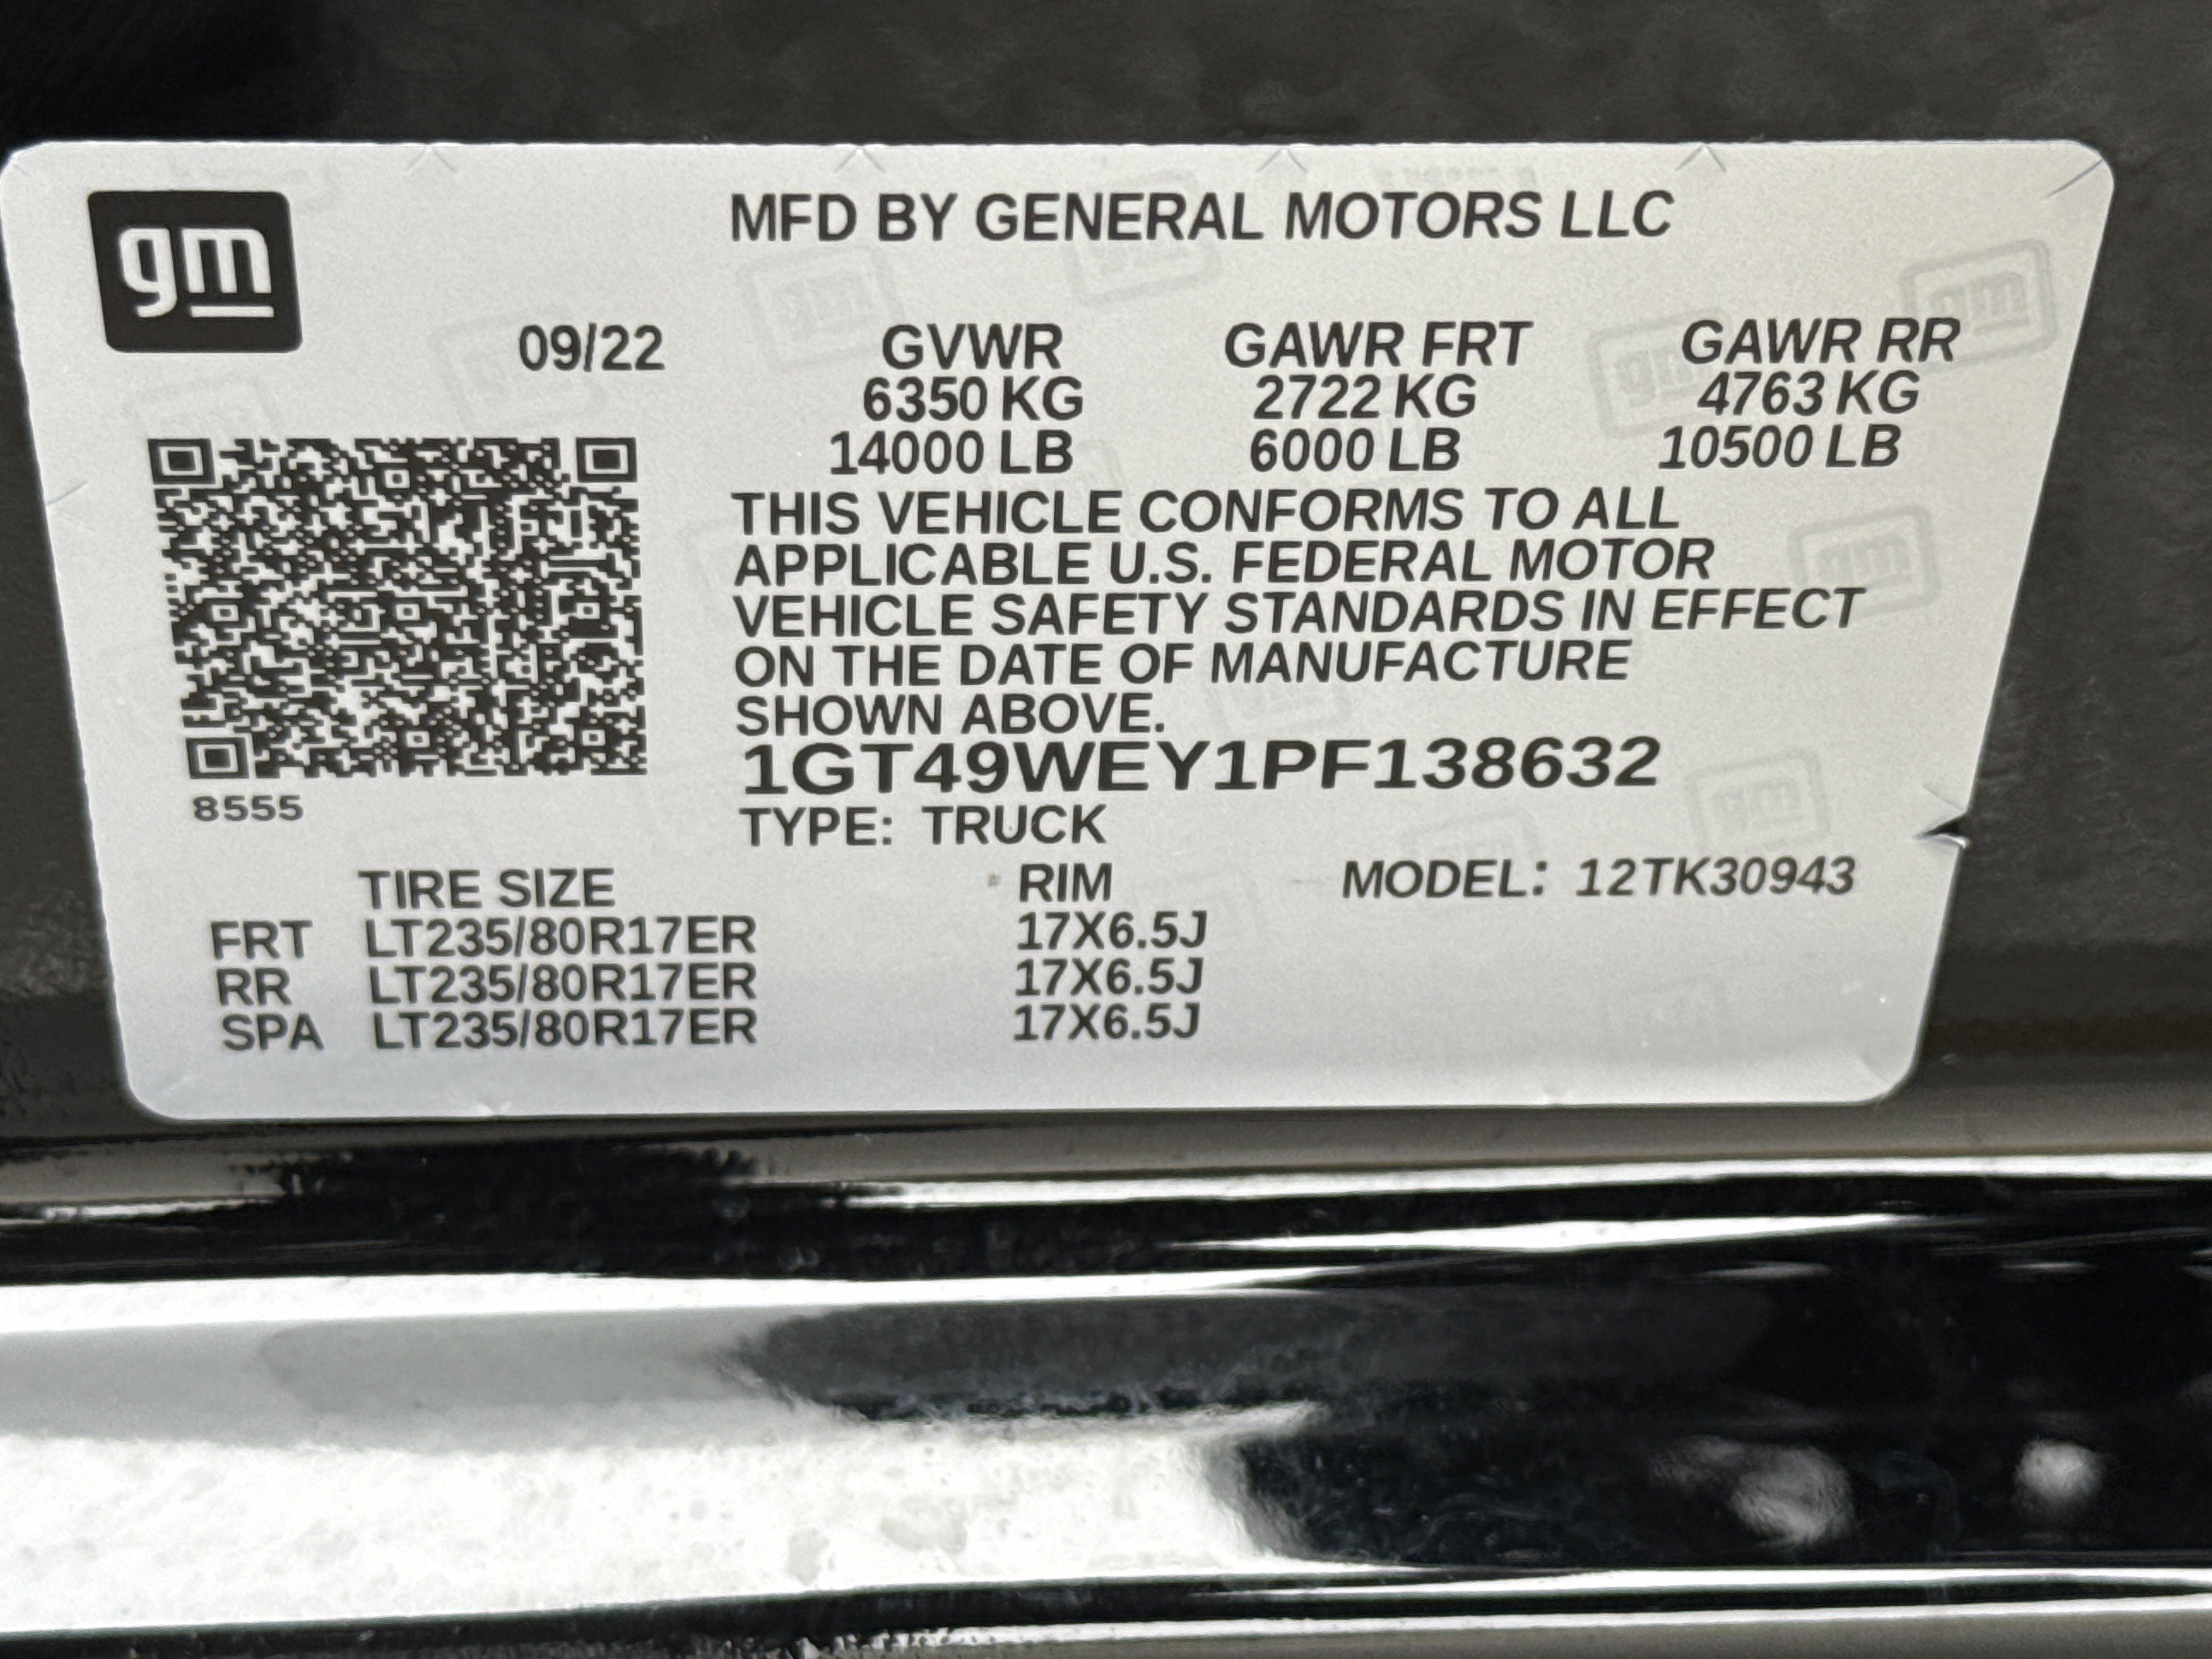 gm
MFD BY GENERAL MOTORS LLC
09/22 GVWR GAWR FRT GAWR RR
6350 KG 2722 KG 4763 KG
14000 LB 6000 LB 10500 LB
THIS VEHICLE CONFORMS TO ALL
APPLICABLE U.S. FEDERAL MOTOR
VEHICLE SAFETY STANDARDS IN EFFECT
ON THE DATE OF MANUFACTURE
SHOWN ABOVE.
1GT49WEY1PF138632
8555
TYPE: TRUCK
TIRE SIZE RIM MODEL: 12TK30943
FRT LT235/80R17ER 17X6.5J
RR LT235/80R17ER 17X6.5J
SPA LT235/80R17ER 17X6.5J